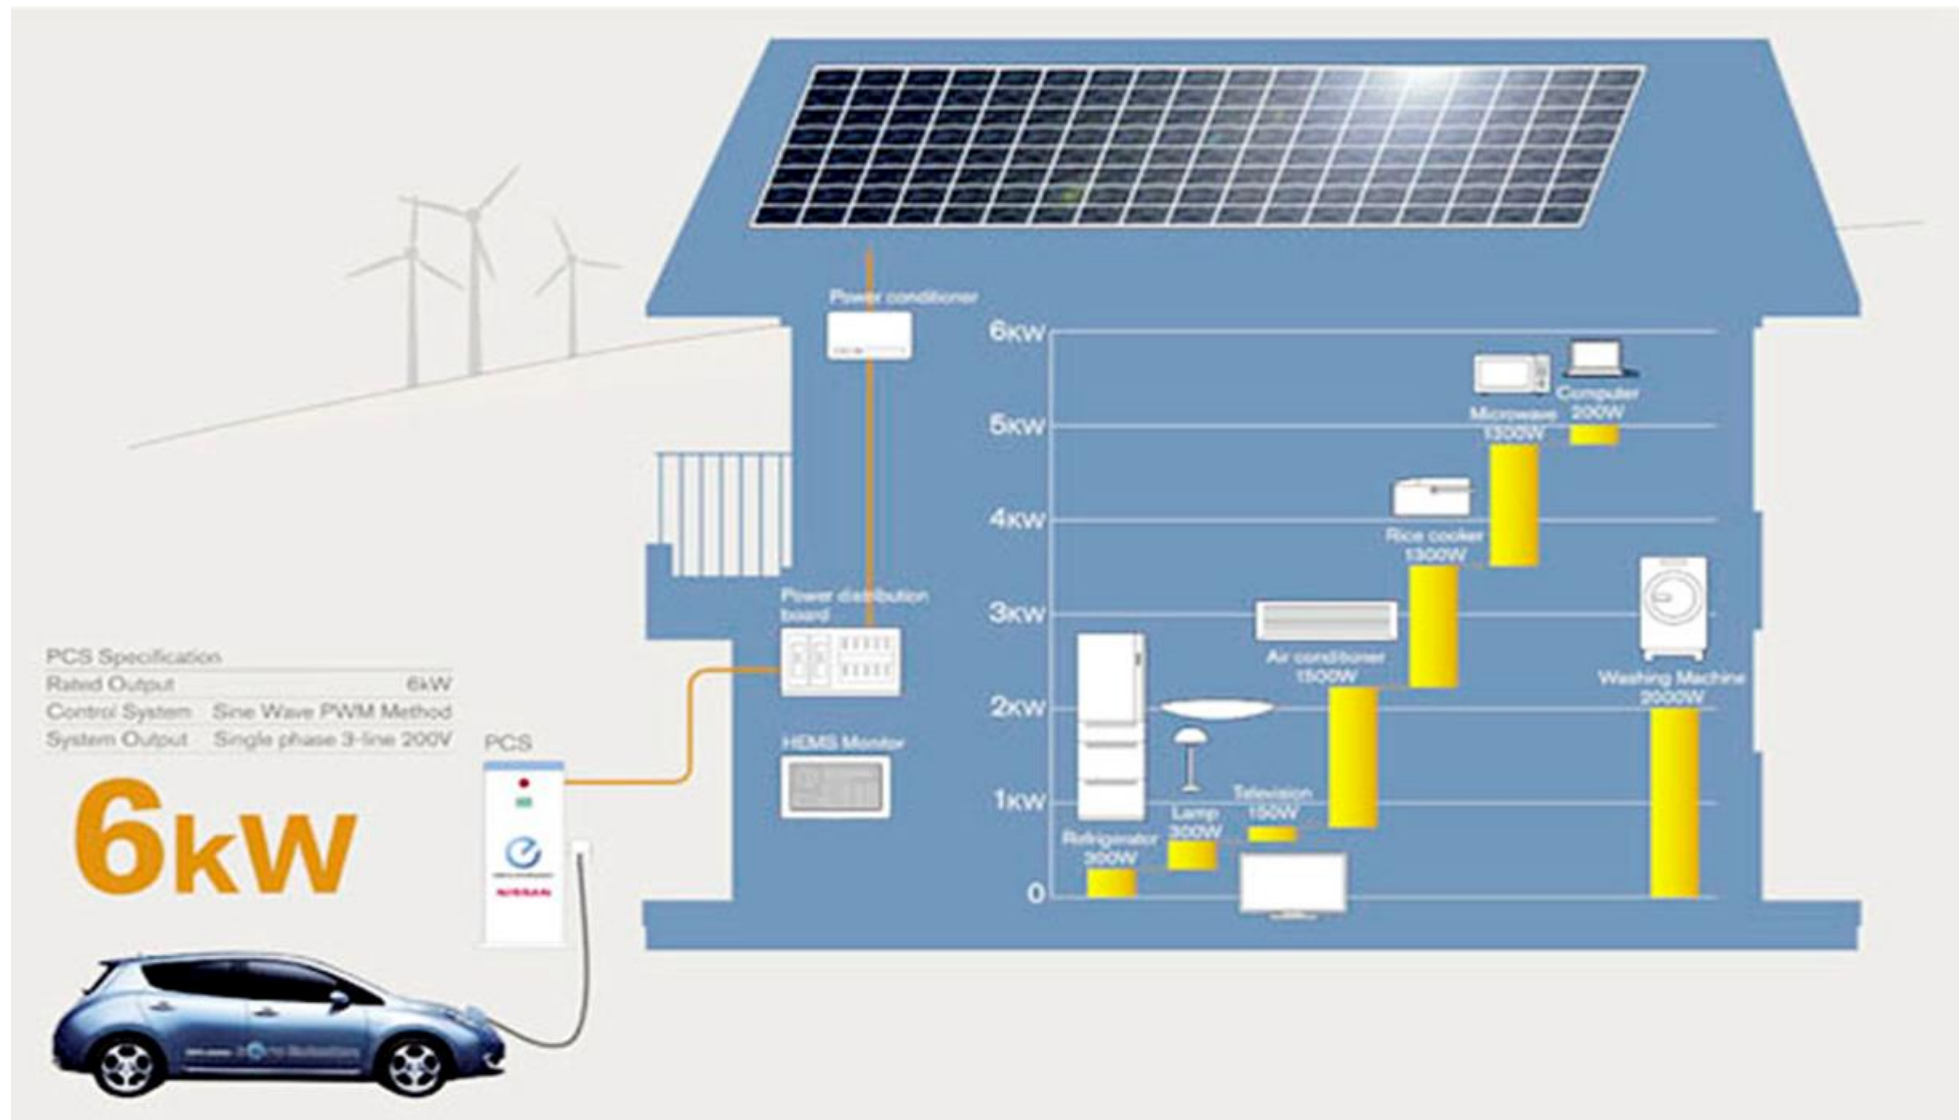 Power conditioner
6KW
5KW
4KW
3KW
2KW
1KW
0
Computer
200W
Microwave
1300W
Rice cooker
1300W
Air conditioner
1500W
Television
150W
Lamp
300W
Refrigerator
300W
Washing Machine
2000W
Power distribution
board
HEMS Monitor
PCS Specification
Rated Output 6kW
Control System Sine Wave PWM Method
System Output Single phase 3-line 200V
PCS
6kW
NISSAN